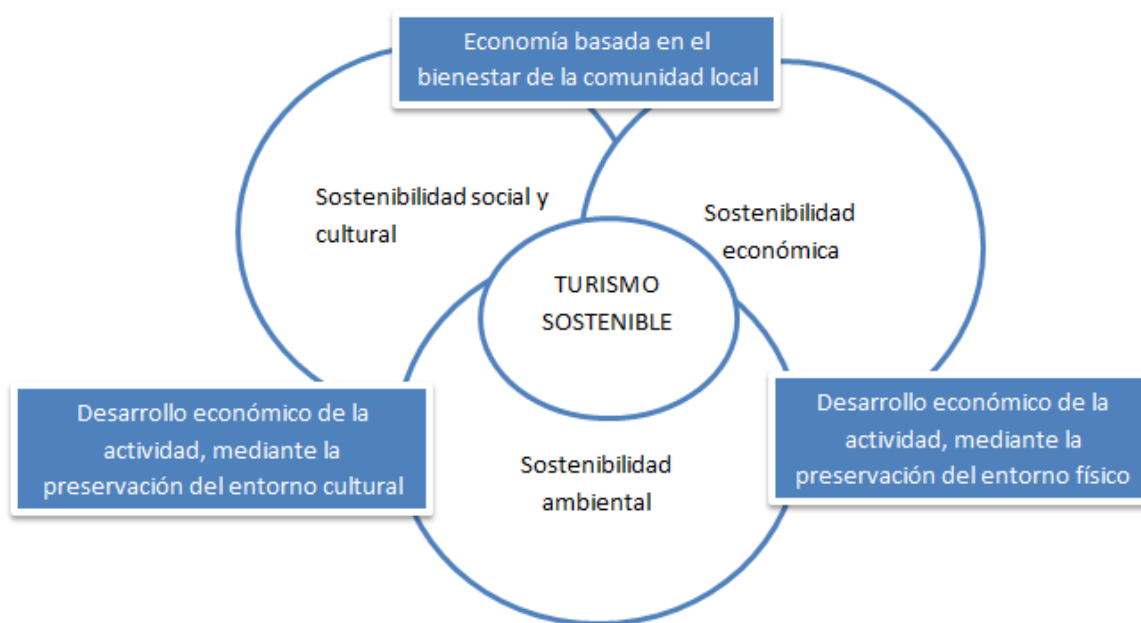 Economía basada en el
bienestar de la comunidad local
Sostenibilidad social y
cultural
Sostenibilidad
económica
TURISMO
SOSTENIBLE
Desarrollo económico de la
actividad, mediante la
preservación del entorno cultural
Desarrollo económico de la
actividad, mediante la
preservación del entorno físico
Sostenibilidad
ambiental